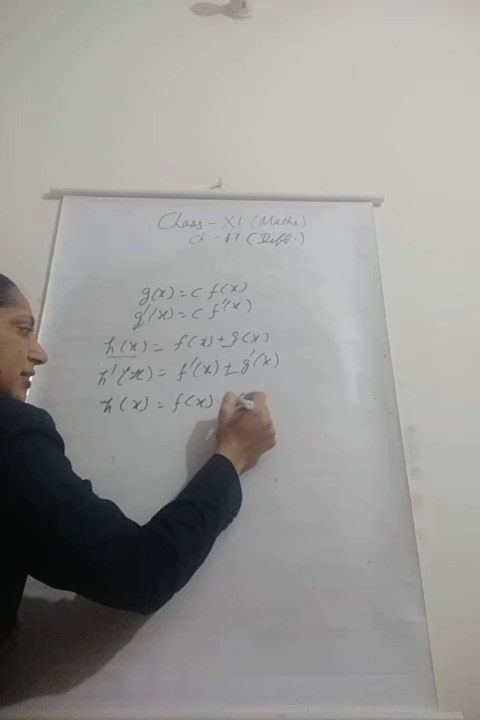 Class - XI (Maths)
Ch - 11 (Diff.)
g(x) = c f(x)
g'(x) = c f'(x)
h(x) = f(x) ± g(x)
h'(x) = f'(x) ± g'(x)
h(x) = f(x) ·